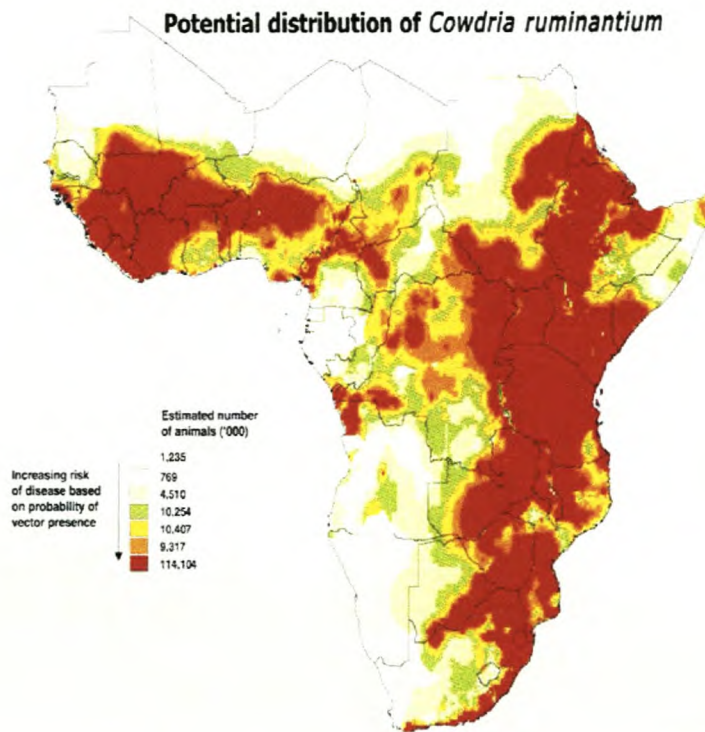 Potential distribution of Cowdria ruminantium
Estimated number
of animals ('000)
Increasing risk
of disease based
on probability of
vector presence
1,235
769
4,510
10,254
10,407
9,317
114,104